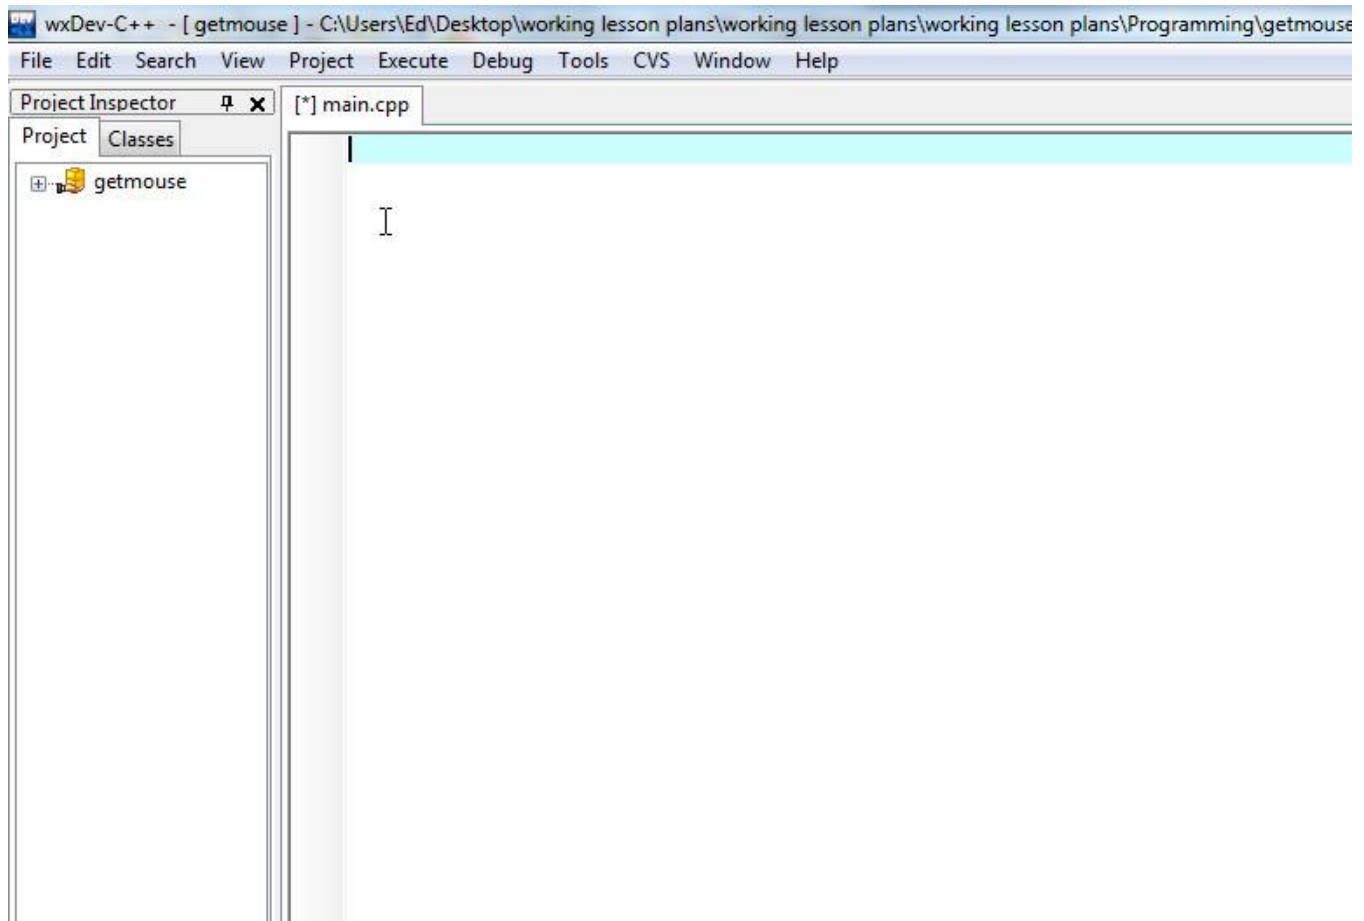 wxDev-C++ - [ getmouse ] - C:\Users\Ed\Desktop\working lesson plans\working lesson plans\working lesson plans\Programming\getmouse
File Edit Search View Project Execute Debug Tools CVS Window Help
Project Inspector
[*] main.cpp
Project Classes
getmouse